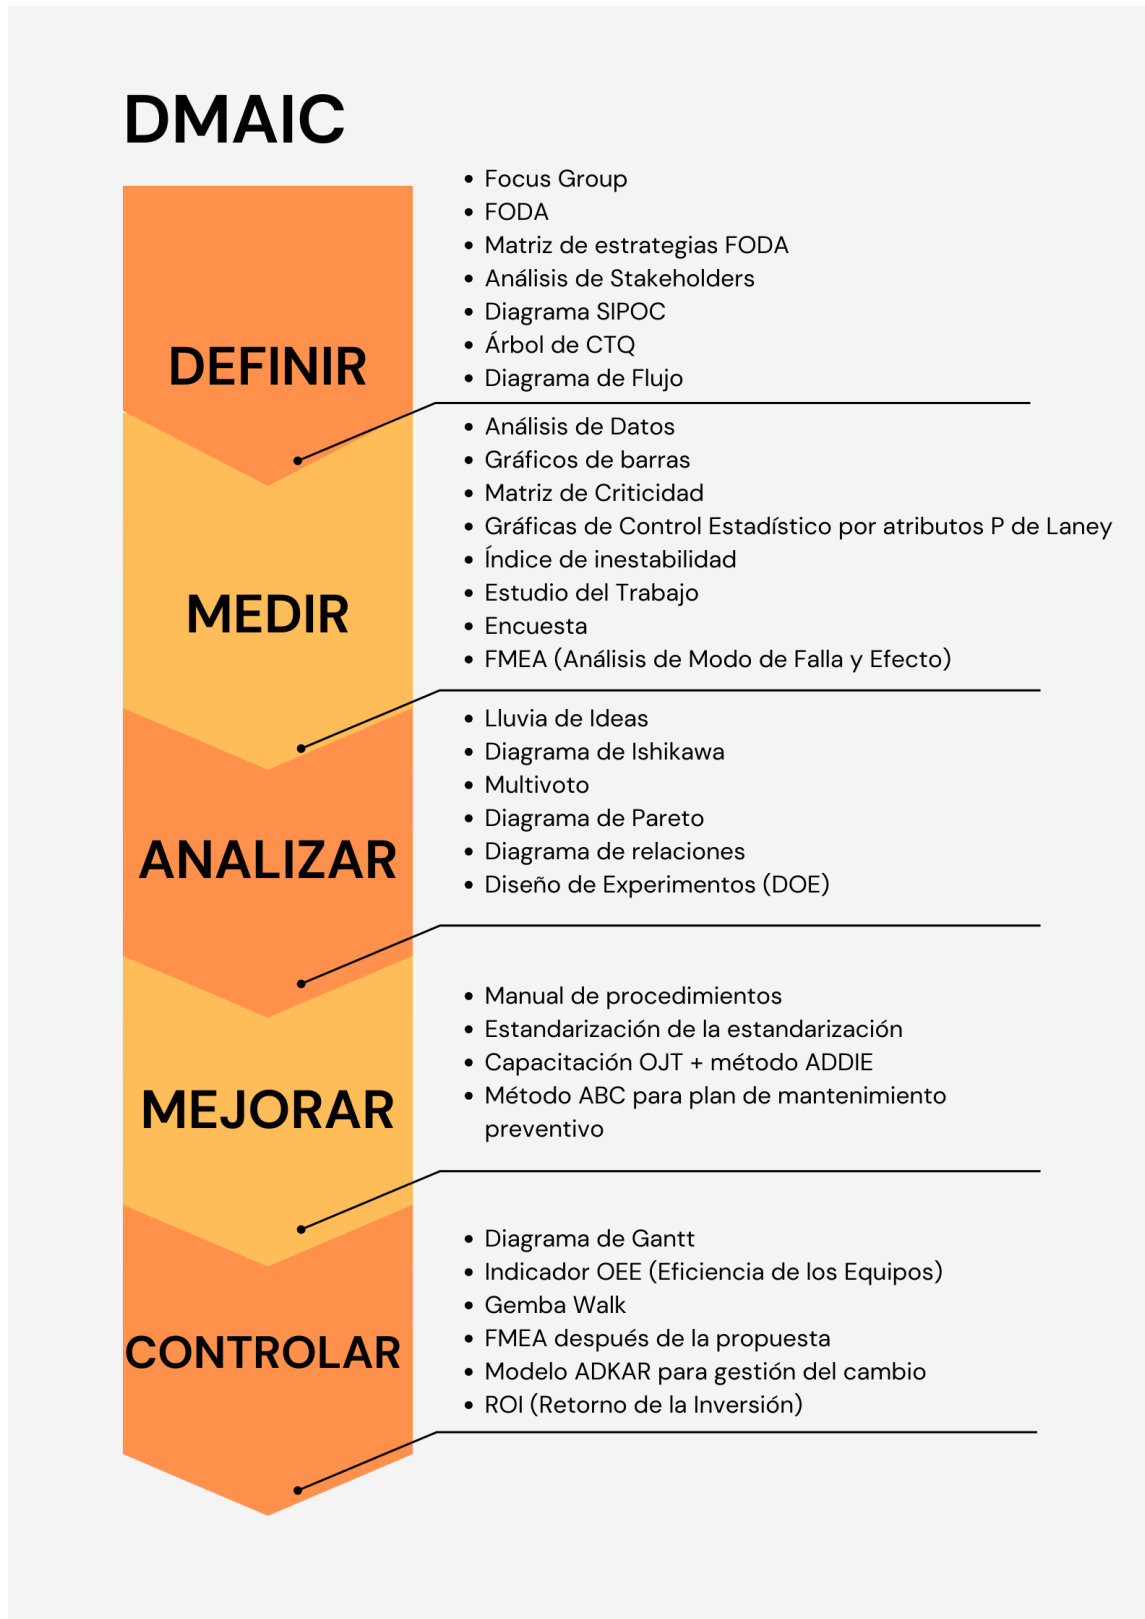 DMAIC
• Focus Group
• FODA
• Matriz de estrategias FODA
• Análisis de Stakeholders
• Diagrama SIPOC
• Árbol de CTQ
• Diagrama de Flujo
DEFINIR
• Análisis de Datos
• Gráficos de barras
• Matriz de Criticidad
• Gráficas de Control Estadístico por atributos P de Laney
• Índice de inestabilidad
• Estudio del Trabajo
• Encuesta
• FMEA (Análisis de Modo de Falla y Efecto)
MEDIR
• Lluvia de Ideas
• Diagrama de Ishikawa
• Multivoto
• Diagrama de Pareto
• Diagrama de relaciones
• Diseño de Experimentos (DOE)
ANALIZAR
• Manual de procedimientos
• Estandarización de la estandarización
• Capacitación OJT + método ADDIE
• Método ABC para plan de mantenimiento
preventivo
MEJORAR
• Diagrama de Gantt
• Indicador OEE (Eficiencia de los Equipos)
• Gemba Walk
• FMEA después de la propuesta
• Modelo ADKAR para gestión del cambio
• ROI (Retorno de la Inversión)
CONTROLAR